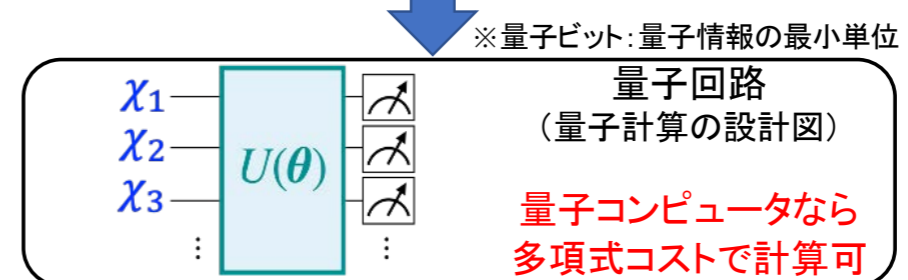 ※量子ビット：量子情報の最小単位
χ1
χ2
χ3
⋮
U(θ)
⋮
量子回路
（量子計算の設計図）
量子コンピュータなら
多項式コストで計算可